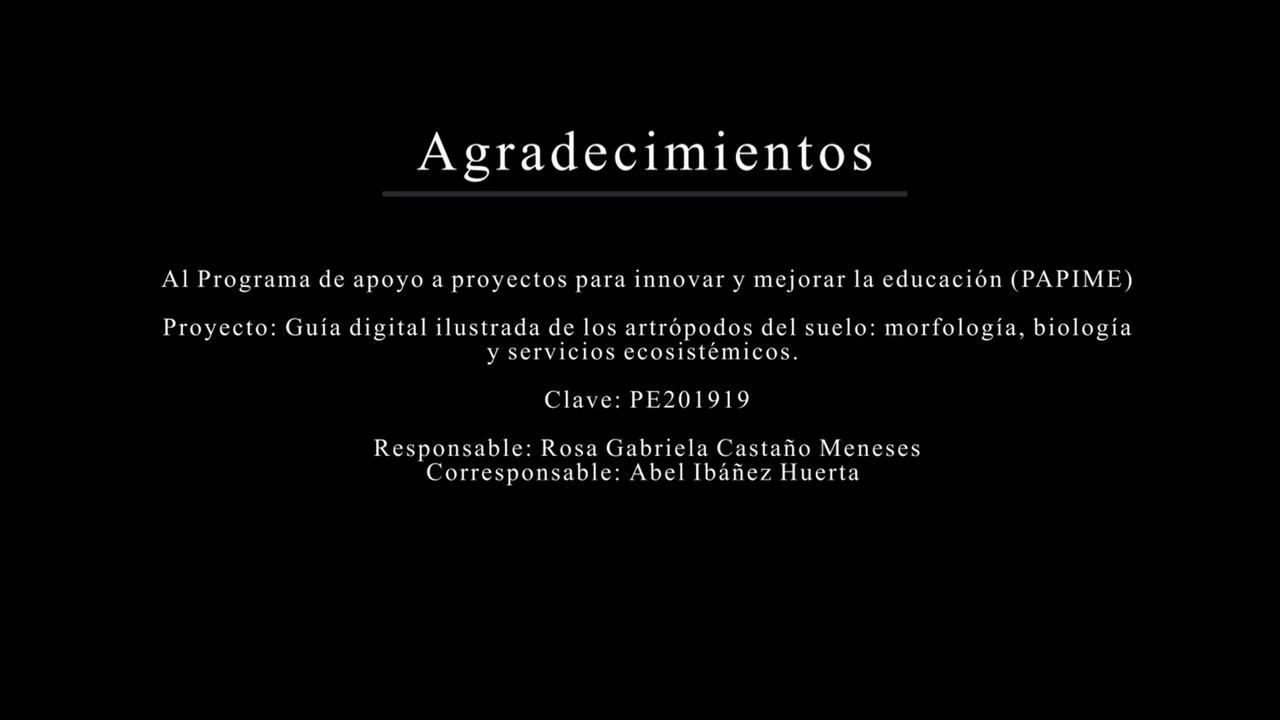 Agradecimientos
Al Programa de apoyo a proyectos para innovar y mejorar la educación (PAPIME)
Proyecto: Guía digital ilustrada de los artrópodos del suelo: morfología, biología
y servicios ecosistémicos.
Clave: PE201919
Responsable: Rosa Gabriela Castaño Meneses
Corresponsable: Abel Ibáñez Huerta